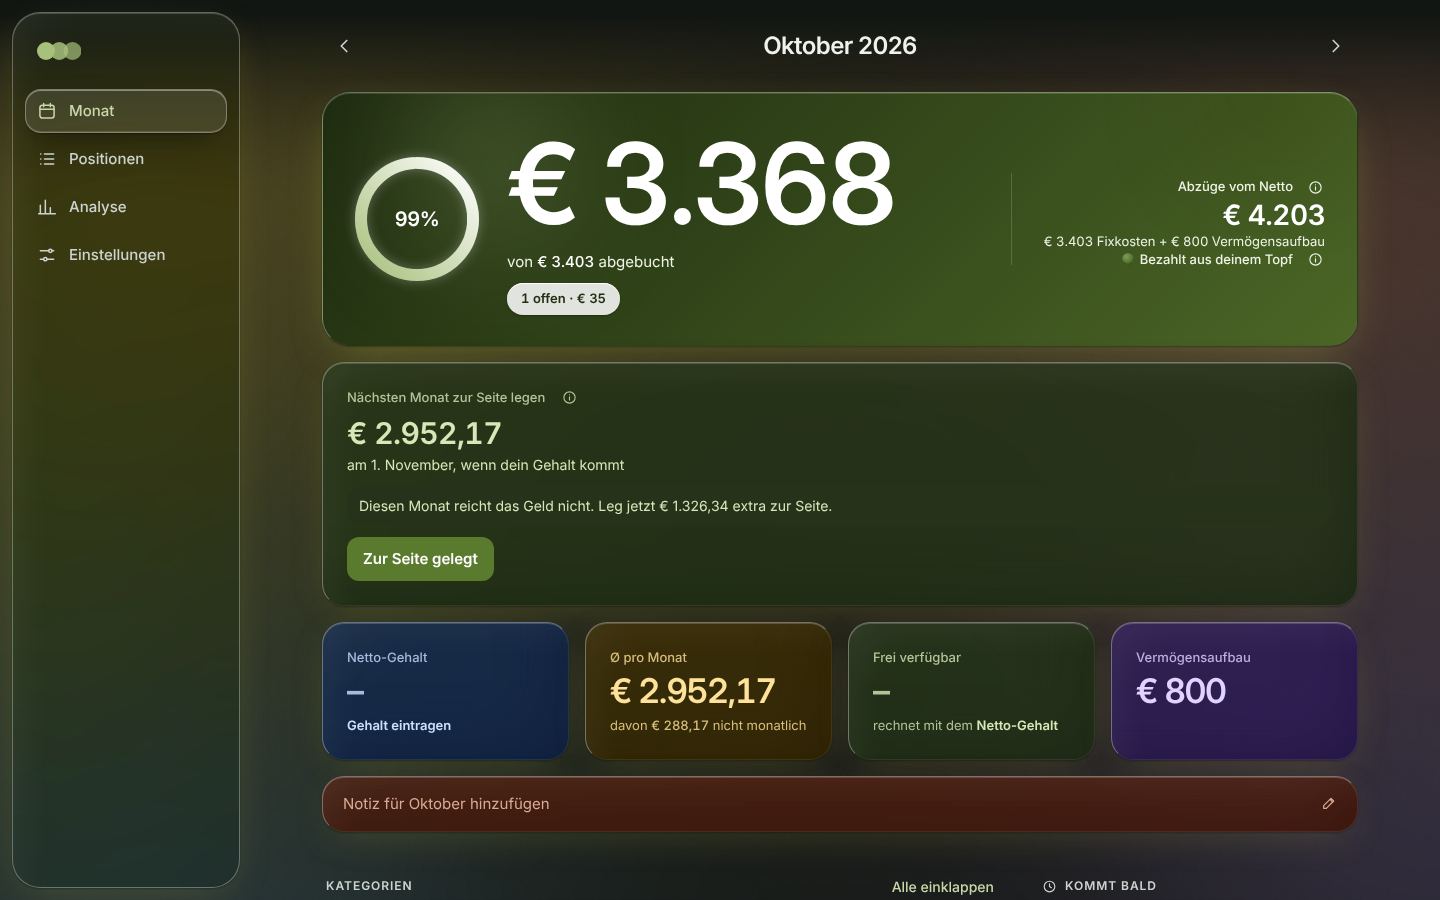 Oktober 2026
Monat
Positionen
Analyse
Einstellungen
99%
€ 3.368
von € 3.403 abgebucht
1 offen · € 35
Abzüge vom Netto
€ 4.203
€ 3.403 Fixkosten + € 800 Vermögensaufbau
Bezahlt aus deinem Topf
Nächsten Monat zur Seite legen
€ 2.952,17
am 1. November, wenn dein Gehalt kommt
Diesen Monat reicht das Geld nicht. Leg jetzt € 1.326,34 extra zur Seite.
Zur Seite gelegt
Netto-Gehalt
–
Gehalt eintragen
Ø pro Monat
€ 2.952,17
davon € 288,17 nicht monatlich
Frei verfügbar
–
rechnet mit dem Netto-Gehalt
Vermögensaufbau
€ 800
Notiz für Oktober hinzufügen
KATEGORIEN
Alle einklappen
KOMMT BALD